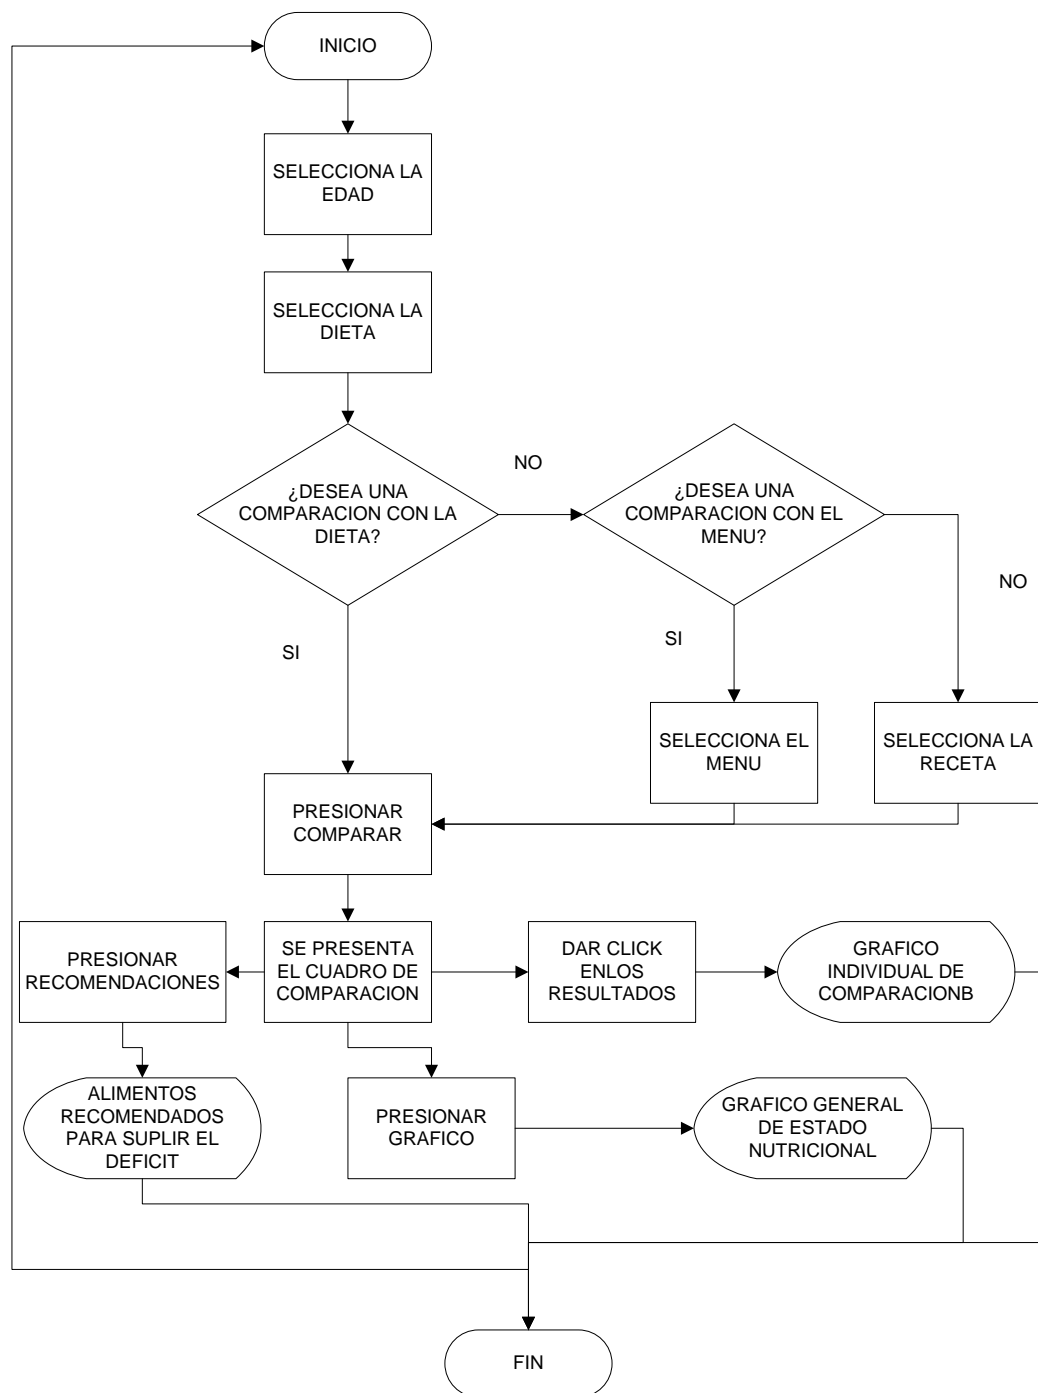 INICIO
SELECCIONA LA
EDAD
SELECCIONA LA
DIETA
¿DESEA UNA
COMPARACION CON LA
DIETA?
NO
¿DESEA UNA
COMPARACION CON EL
MENU?
NO
SI
SI
SELECCIONA EL
MENU
SELECCIONA LA
RECETA
PRESIONAR
COMPARAR
PRESIONAR
RECOMENDACIONES
SE PRESENTA
EL CUADRO DE
COMPARACION
DAR CLICK
ENLOS
RESULTADOS
GRAFICO
INDIVIDUAL DE
COMPARACIONB
ALIMENTOS
RECOMENDADOS
PARA SUPLIR EL
DEFICIT
PRESIONAR
GRAFICO
GRAFICO GENERAL
DE ESTADO
NUTRICIONAL
FIN